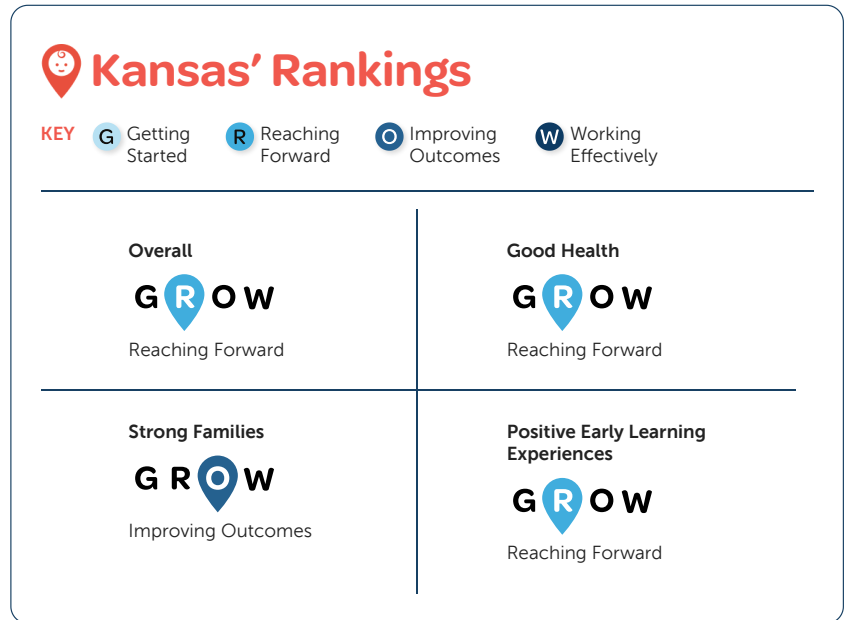 Kansas' Rankings
KEY
G Getting Started
R Reaching Forward
O Improving Outcomes
W Working Effectively
Overall
GROW
Reaching Forward
Good Health
GROW
Reaching Forward
Strong Families
GROW
Improving Outcomes
Positive Early Learning
Experiences
GROW
Reaching Forward